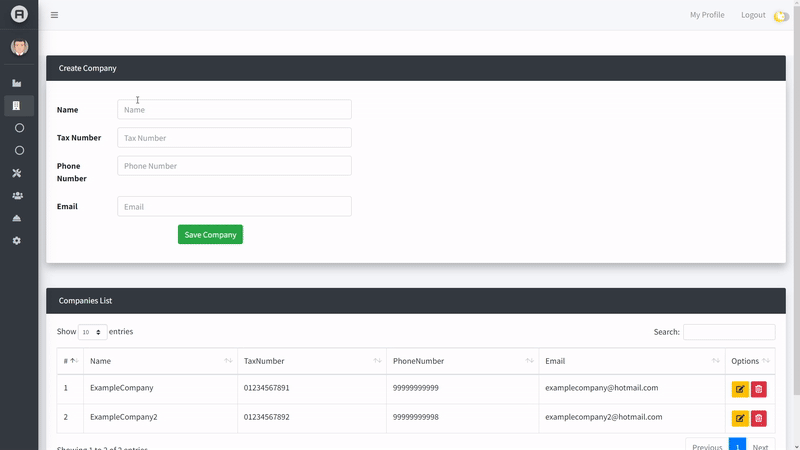 My Profile Logout
Create Company
Name Name
Tax Number Tax Number
Phone Number Phone Number
Email Email
Save Company
Companies List
Show 10 entries Search:
# Name TaxNumber PhoneNumber Email Options
1 ExampleCompany 01234567891 99999999999 examplecompany@hotmail.com
2 ExampleCompany2 01234567892 99999999998 examplecompany2@hotmail.com
Showing 1 to 2 of 2 entries Previous 1 Next